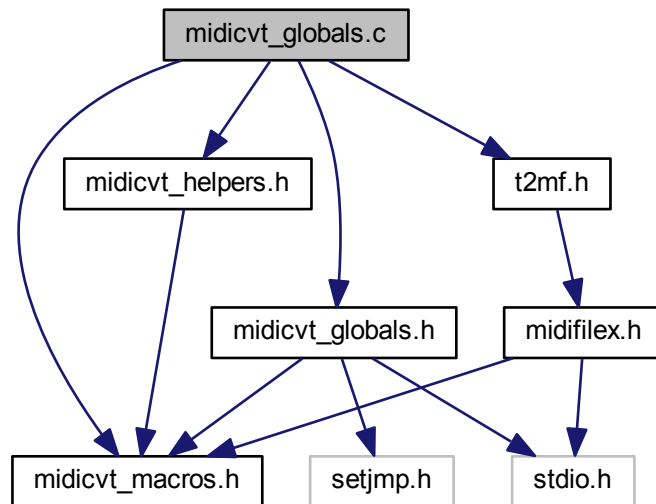 midicvt_globals.c
midicvt_helpers.h
t2mf.h
midicvt_globals.h
midifilex.h
midicvt_macros.h
setjmp.h
stdio.h